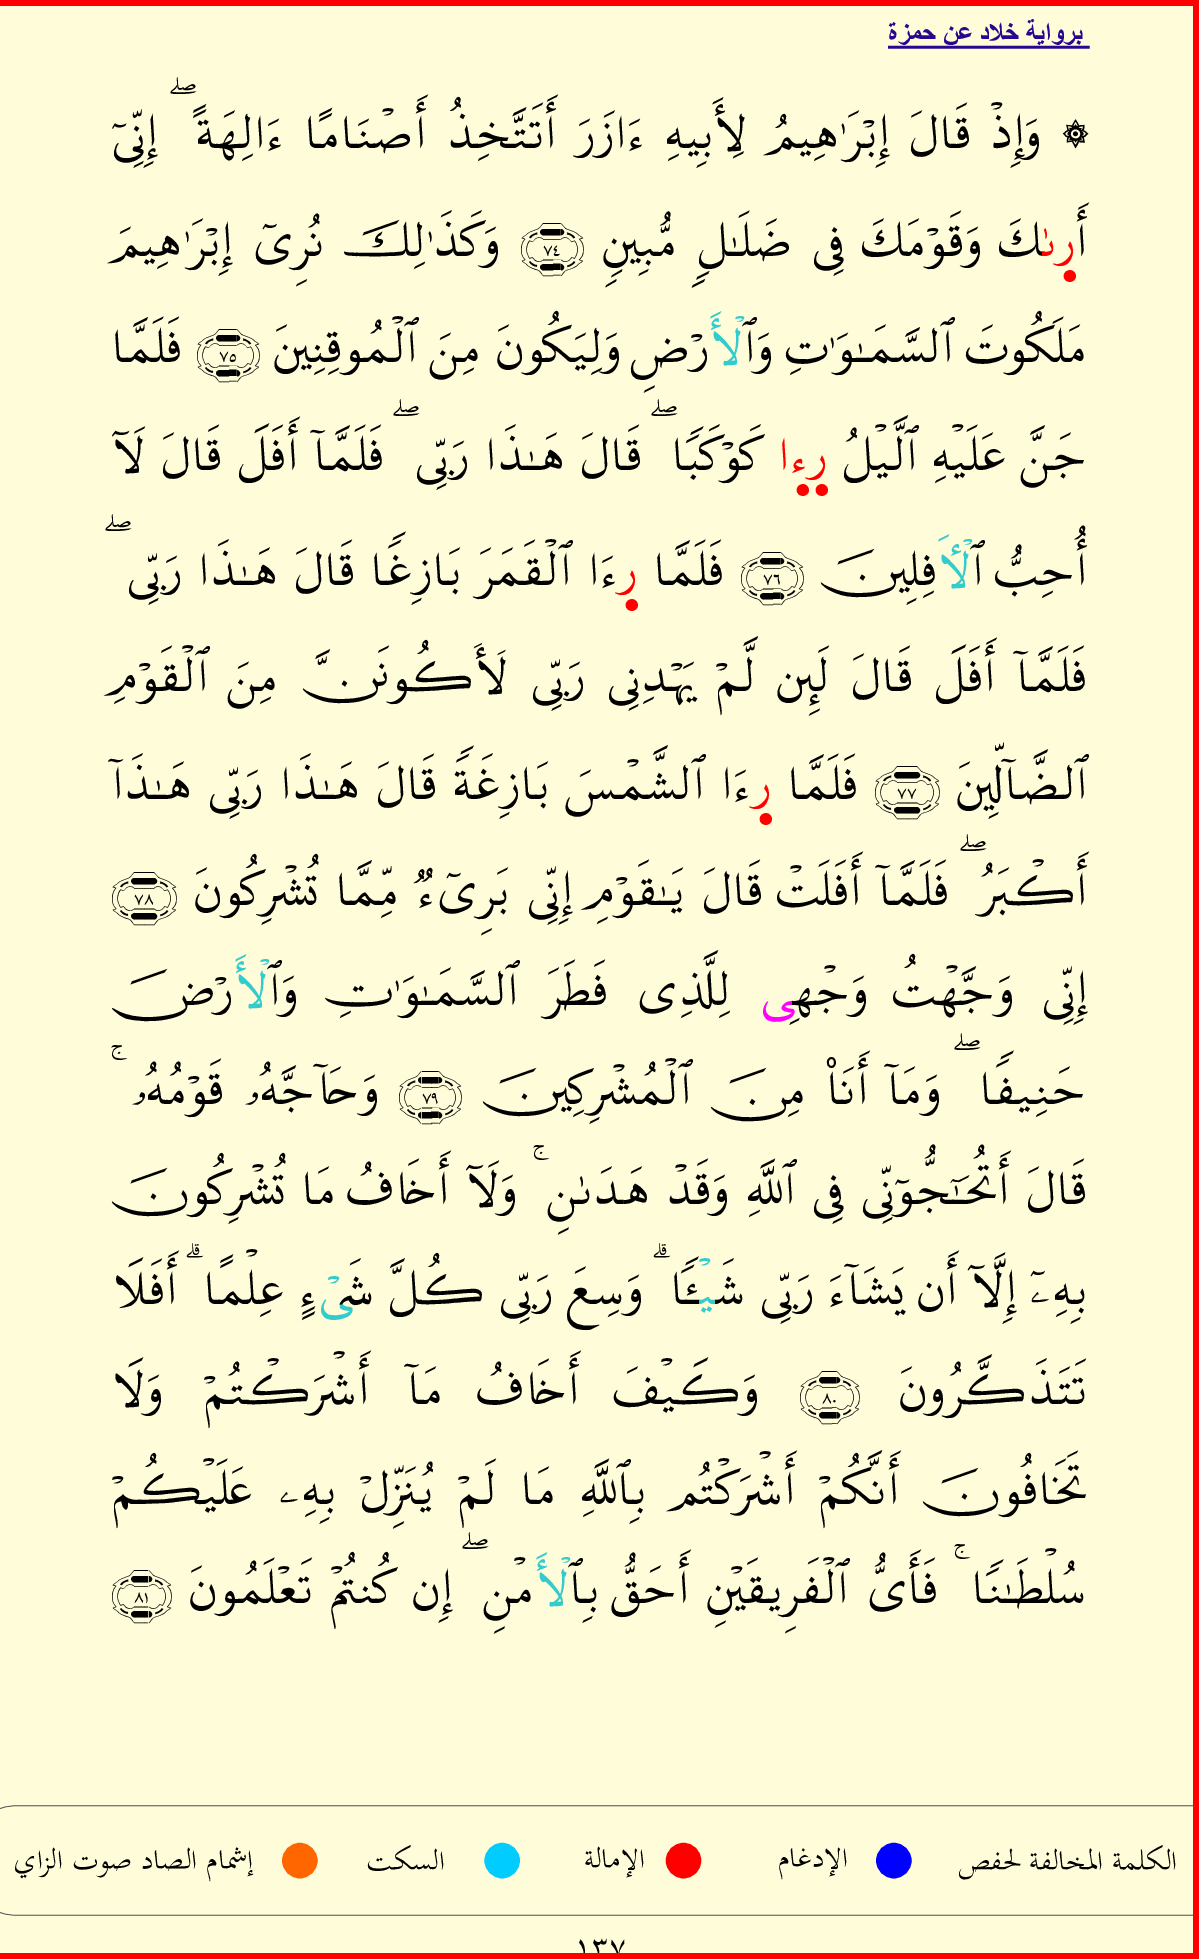 برواية خلاد عن حمزة
۞ وَإِذْ قَالَ إِبْرَٰهِيمُ لِأَبِيهِ ءَازَرَ أَتَتَّخِذُ أَصْنَامًا ءَالِهَةً ۖ إِنِّىٓ
أَرِىٰكَ وَقَوْمَكَ فِى ضَلَـٰلٍ مُّبِينٍ ٧٤ وَكَذَٰلِكَ نُرِىٓ إِبْرَٰهِيمَ
مَلَكُوتَ ٱلسَّمَـٰوَٰتِ وَٱلْأَرْضِ وَلِيَكُونَ مِنَ ٱلْمُوقِنِينَ ٧٥ فَلَمَّا
جَنَّ عَلَيْهِ ٱلَّيْلُ رِءِا كَوْكَبًا ۖ قَالَ هَـٰذَا رَبِّى ۖ فَلَمَّآ أَفَلَ قَالَ لَآ
أُحِبُّ ٱلْأَفِلِينَ ٧٦ فَلَمَّا رِءَا ٱلْقَمَرَ بَازِغًا قَالَ هَـٰذَا رَبِّى ۖ
فَلَمَّآ أَفَلَ قَالَ لَئِن لَّمْ يَهْدِنِى رَبِّى لَأَكُونَنَّ مِنَ ٱلْقَوْمِ
ٱلضَّآلِّينَ ٧٧ فَلَمَّا رِءَا ٱلشَّمْسَ بَازِغَةً قَالَ هَـٰذَا رَبِّى هَـٰذَآ
أَكْبَرُ ۖ فَلَمَّآ أَفَلَتْ قَالَ يَـٰقَوْمِ إِنِّى بَرِىٓءٌ مِّمَّا تُشْرِكُونَ ٧٨
إِنِّى وَجَّهْتُ وَجْهِى لِلَّذِى فَطَرَ ٱلسَّمَـٰوَٰتِ وَٱلْأَرْضَ
حَنِيفًا ۖ وَمَآ أَنَا۠ مِنَ ٱلْمُشْرِكِينَ ٧٩ وَحَآجَّهُۥ قَوْمُهُۥ ۚ
قَالَ أَتُحَـٰٓجُّوٓنِّى فِى ٱللَّهِ وَقَدْ هَدَىٰنِ ۚ وَلَآ أَخَافُ مَا تُشْرِكُونَ
بِهِۦٓ إِلَّآ أَن يَشَآءَ رَبِّى شَيْـًٔا ۗ وَسِعَ رَبِّى كُلَّ شَىْءٍ عِلْمًا ۗ أَفَلَا
تَتَذَكَّرُونَ ٨٠ وَكَيْفَ أَخَافُ مَآ أَشْرَكْتُمْ وَلَا
تَخَافُونَ أَنَّكُمْ أَشْرَكْتُم بِٱللَّهِ مَا لَمْ يُنَزِّلْ بِهِۦ عَلَيْكُمْ
سُلْطَـٰنًا ۚ فَأَىُّ ٱلْفَرِيقَيْنِ أَحَقُّ بِٱلْأَمْنِ ۖ إِن كُنتُمْ تَعْلَمُونَ ٨١
الكلمة المخالفة لحفص الإدغام الإمالة السكت إشمام الصاد صوت الزاي
١٣٧